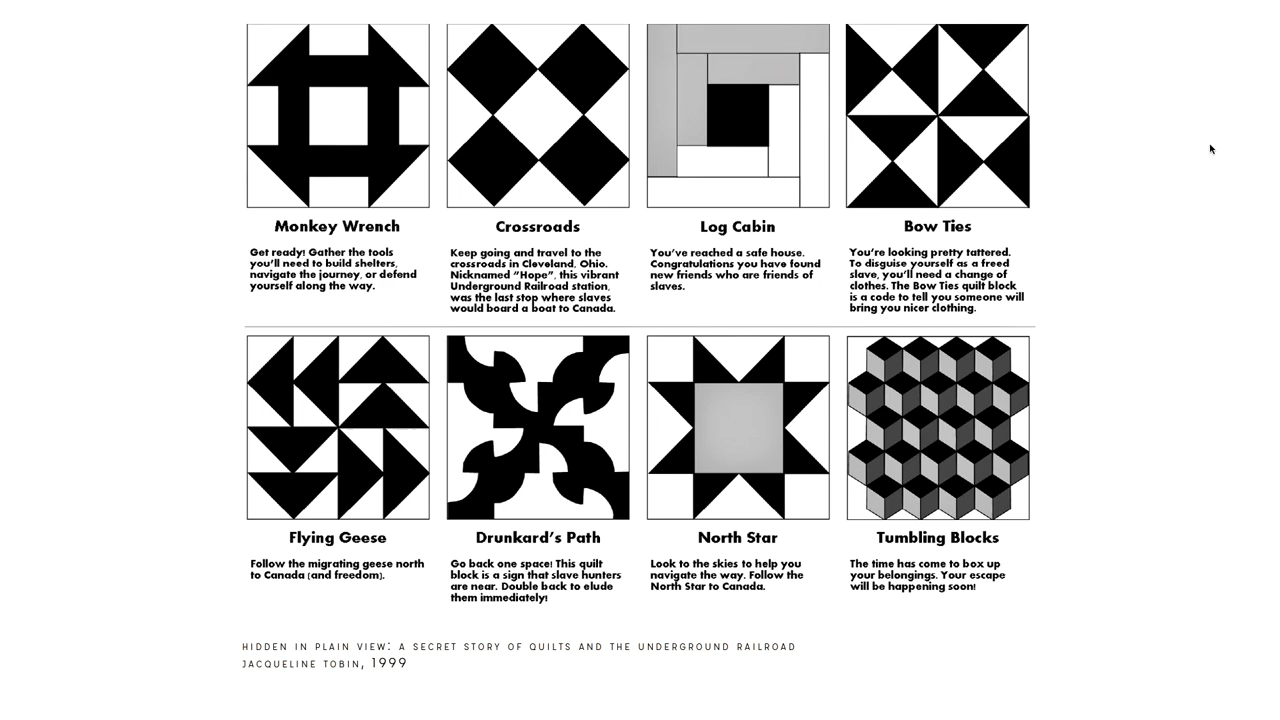 Monkey Wrench
Get ready! Gather the tools
you'll need to build shelters,
navigate the journey, or defend
yourself along the way.
Crossroads
Keep going and travel to the
crossroads in Cleveland, Ohio.
Nicknamed "Hope", this vibrant
Underground Railroad station,
was the last stop where slaves
would board a boat to Canada.
Log Cabin
You've reached a safe house.
Congratulations you have found
new friends who are friends of
slaves.
Bow Ties
You're looking pretty tattered.
To disguise yourself as a freed
slave, you'll need a change of
clothes. The Bow Ties quilt block
is a code to tell you someone will
bring you nicer clothing.
Flying Geese
Follow the migrating geese north
to Canada (and freedom).
Drunkard's Path
Go back one space! This quilt
block is a sign that slave hunters
are near. Double back to elude
them immediately!
North Star
Look to the skies to help you
navigate the way. Follow the
North Star to Canada.
Tumbling Blocks
The time has come to box up
your belongings. Your escape
will be happening soon!
HIDDEN IN PLAIN VIEW: A SECRET STORY OF QUILTS AND THE UNDERGROUND RAILROAD
JACQUELINE TOBIN, 1999